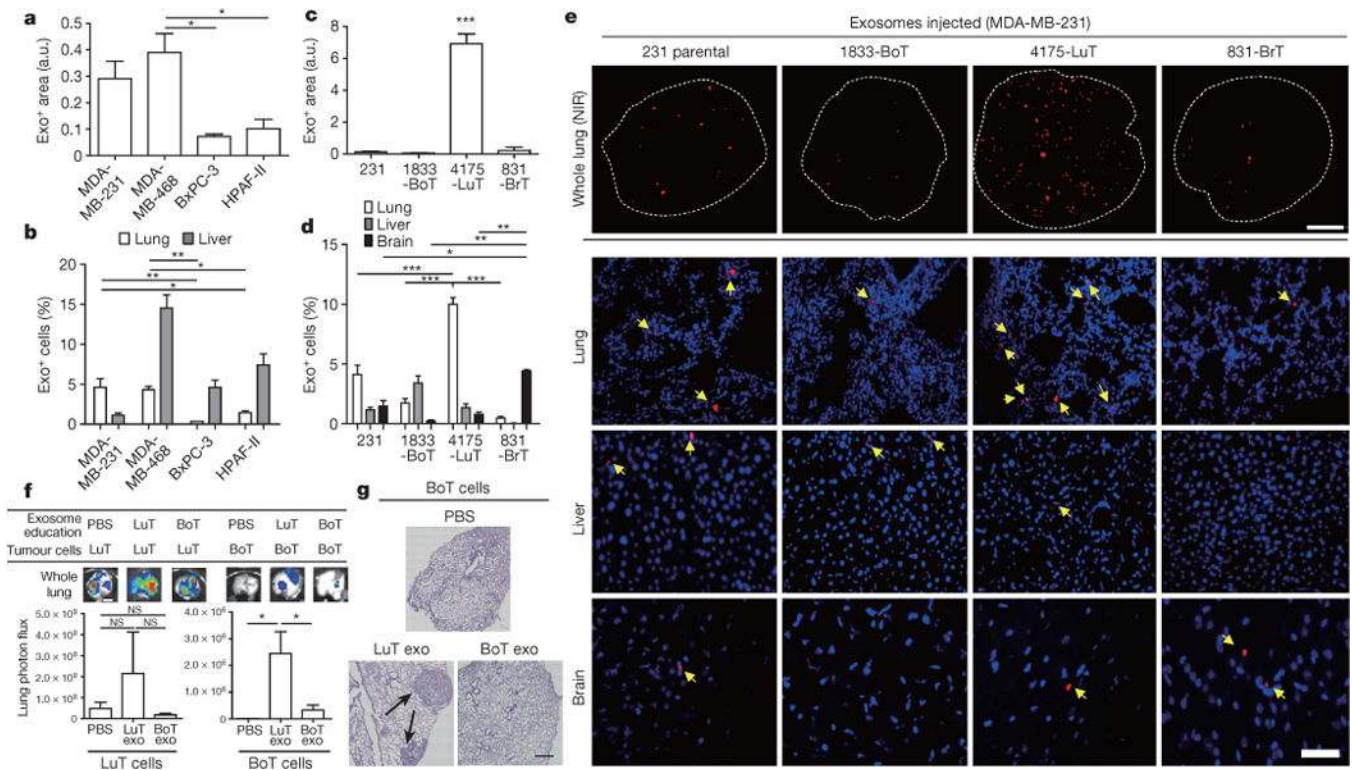 a
Exo⁺ area (a.u.)
0.5
0.4
0.3
0.2
0.1
0
*
*
MDA-MB-231
MDA-MB-468
BxPC-3
HPAF-II
b
Lung
Liver
Exo⁺ cells (%)
20
15
10
5
0
**
*
**
*
MDA-MB-231
MDA-MB-468
BxPC-3
HPAF-II
c
Exo⁺ area (a.u.)
8.0
6.0
4.0
2.0
0
***
231
1833-BoT
4175-LuT
831-BrT
d
Lung
Liver
Brain
Exo⁺ cells (%)
15
10
5
0
**
**
*
***
***
***
231
1833-BoT
4175-LuT
831-BrT
e
Exosomes injected (MDA-MB-231)
231 parental
1833-BoT
4175-LuT
831-BrT
Whole lung (NIR)
Lung
Liver
Brain
f
Exosome education
PBS LuT BoT PBS LuT BoT
Tumour cells
LuT LuT LuT BoT BoT BoT
Whole lung
Lung photon flux
NS
NS NS
1.0 × 10⁸
0
PBS
LuT exo
BoT exo
LuT cells
* *
4.0 × 10⁶
3.0 × 10⁶
2.0 × 10⁶
1.0 × 10⁶
0
PBS
LuT exo
BoT exo
BoT cells
g
BoT cells
PBS
LuT exo
BoT exo